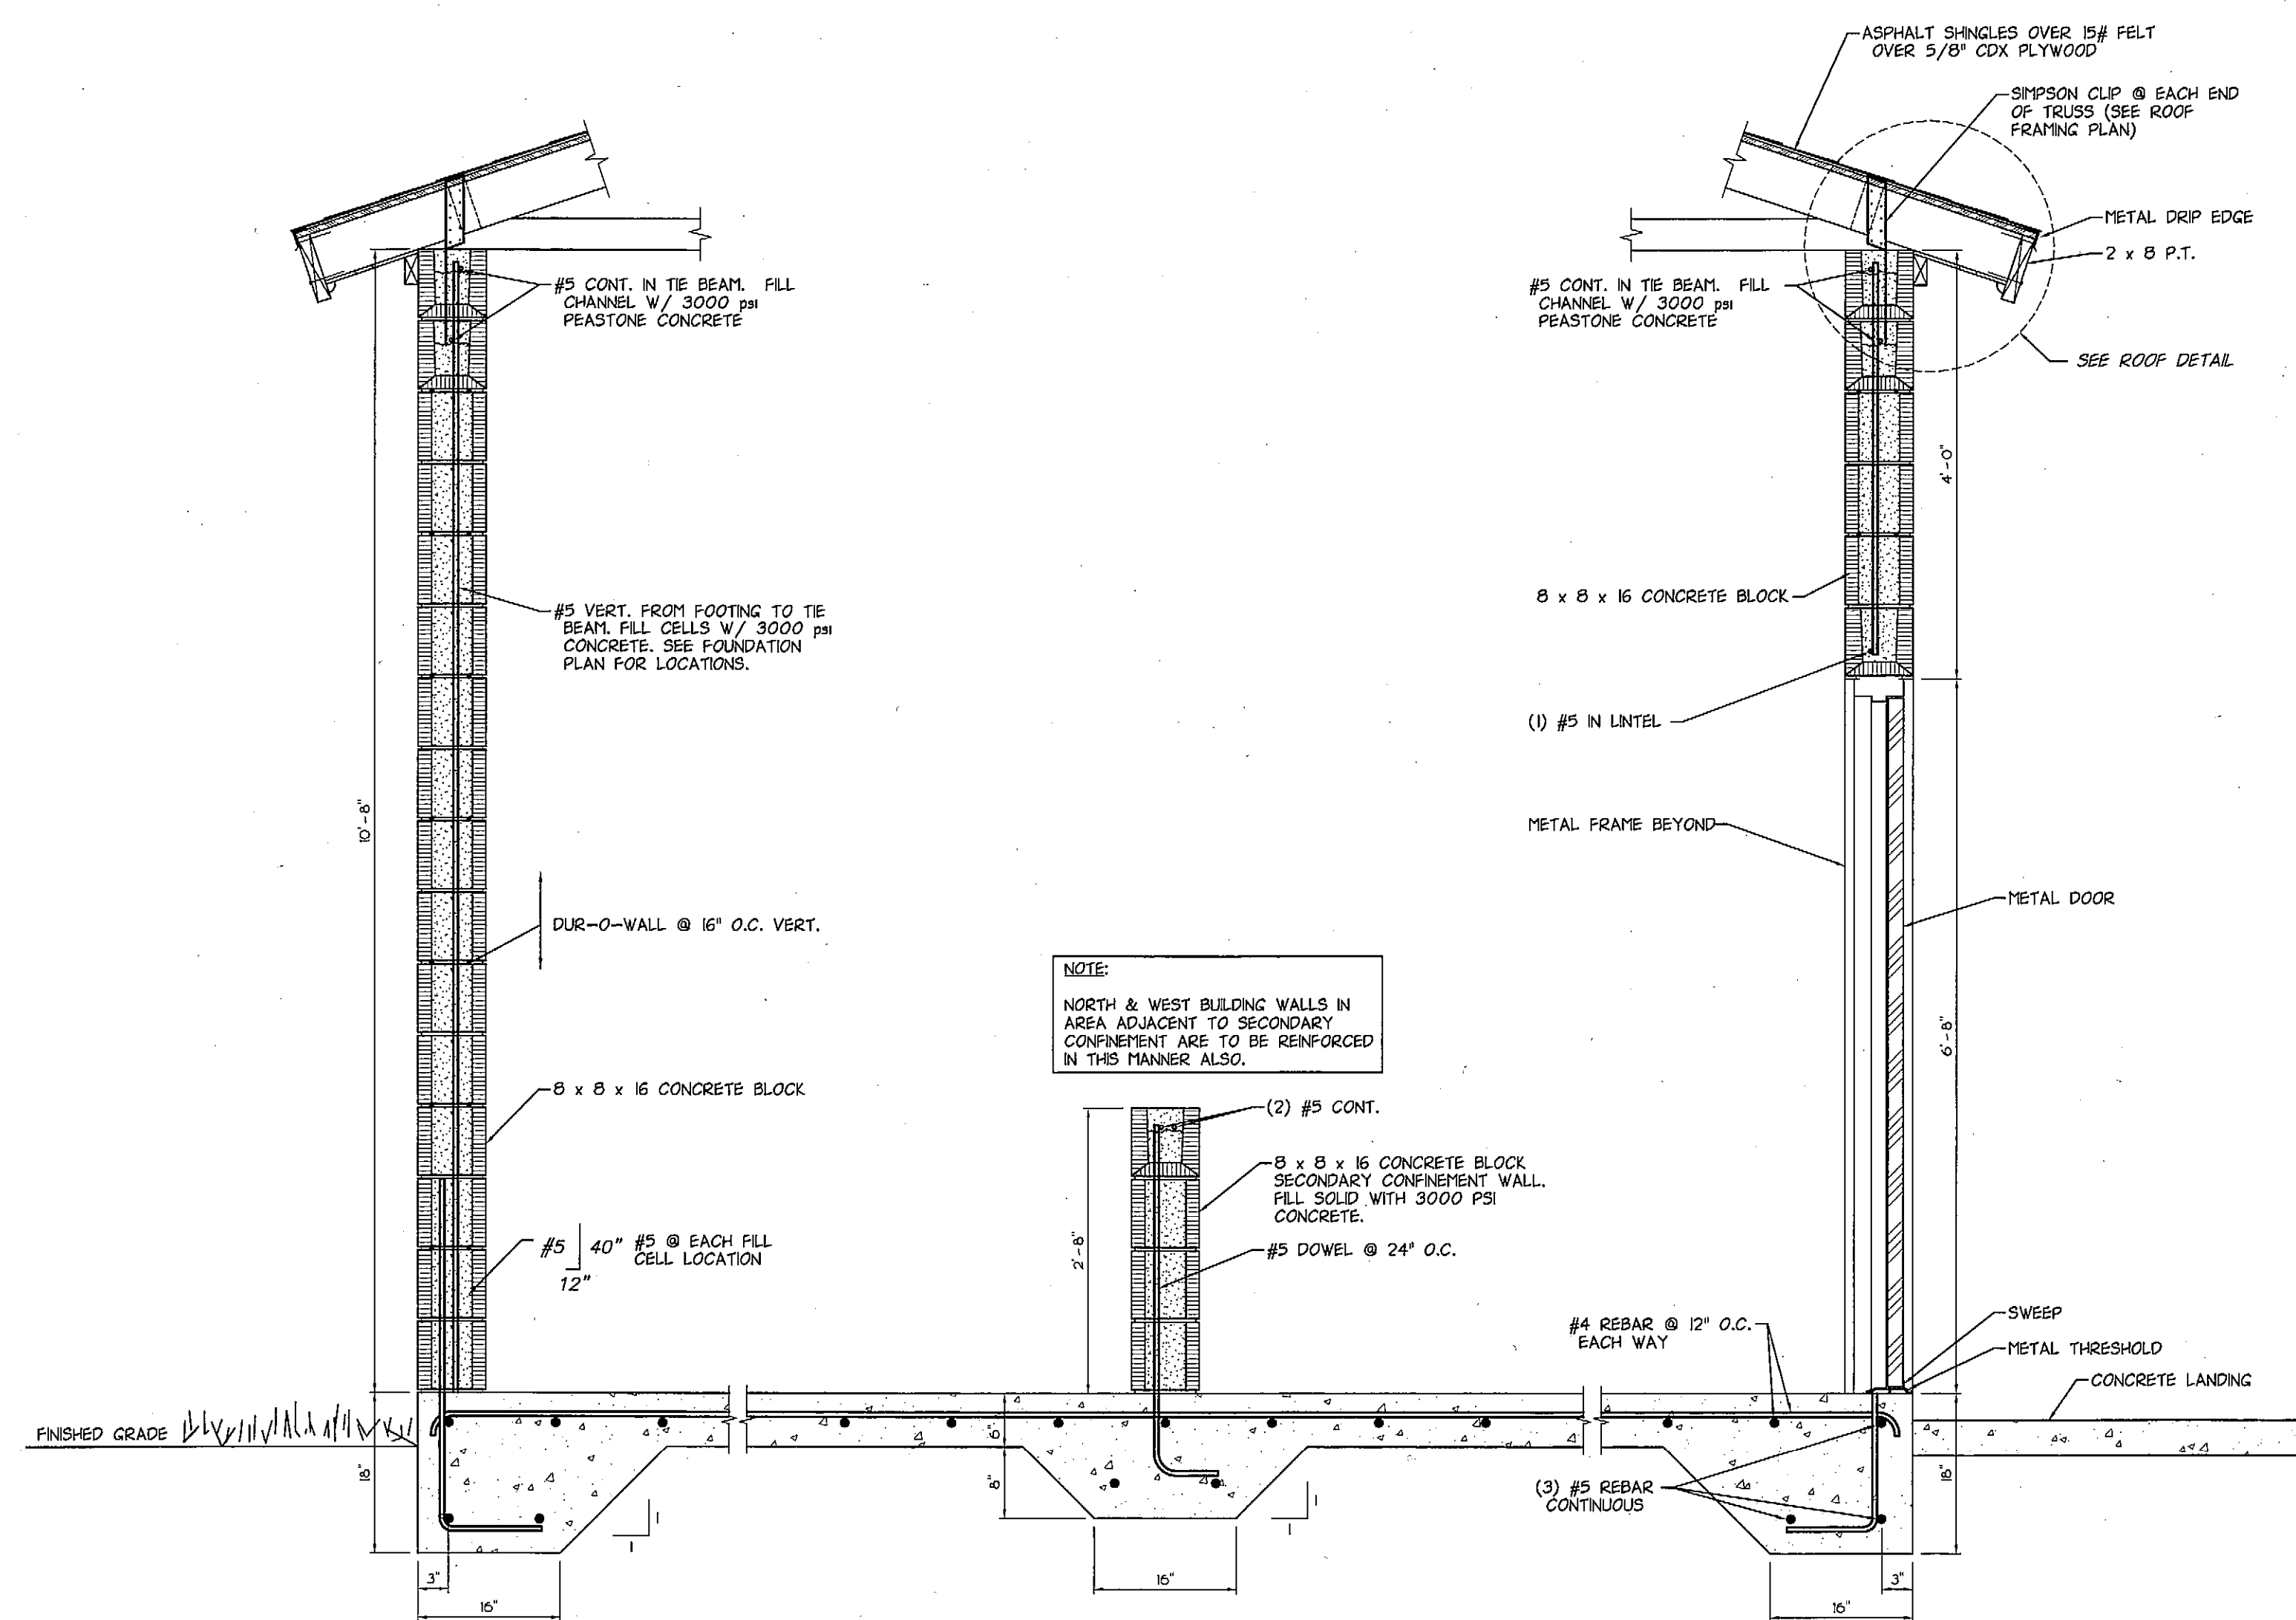 ASPHALT SHINGLES OVER 15# FELT
OVER 5/8" CDX PLYWOOD
SIMPSON CLIP @ EACH END
OF TRUSS (SEE ROOF
FRAMING PLAN)
METAL DRIP EDGE
2 x 8 P.T.
SEE ROOF DETAIL
#5 CONT. IN TIE BEAM. FILL
CHANNEL W/ 3000 psi
PEASTONE CONCRETE
#5 CONT. IN TIE BEAM. FILL
CHANNEL W/ 3000 psi
PEASTONE CONCRETE
4'-0"
8 x 8 x 16 CONCRETE BLOCK
#5 VERT. FROM FOOTING TO TIE
BEAM. FILL CELLS W/ 3000 psi
CONCRETE. SEE FOUNDATION
PLAN FOR LOCATIONS.
(1) #5 IN LINTEL
10'-8"
METAL FRAME BEYOND
METAL DOOR
DUR-O-WALL @ 16" O.C. VERT.
NOTE:
NORTH & WEST BUILDING WALLS IN
AREA ADJACENT TO SECONDARY
CONFINEMENT ARE TO BE REINFORCED
IN THIS MANNER ALSO.
6'-8"
8 x 8 x 16 CONCRETE BLOCK
(2) #5 CONT.
8 x 8 x 16 CONCRETE BLOCK
SECONDARY CONFINEMENT WALL.
FILL SOLID WITH 3000 PSI
CONCRETE.
2'-8"
#5 DOWEL @ 24" O.C.
#5 40" #5 @ EACH FILL
CELL LOCATION
12"
#4 REBAR @ 12" O.C.
EACH WAY
SWEEP
METAL THRESHOLD
CONCRETE LANDING
FINISHED GRADE
18"
6"
8"
18"
(3) #5 REBAR
CONTINUOUS
1
1
1
1
3"
16"
16"
3"
16"